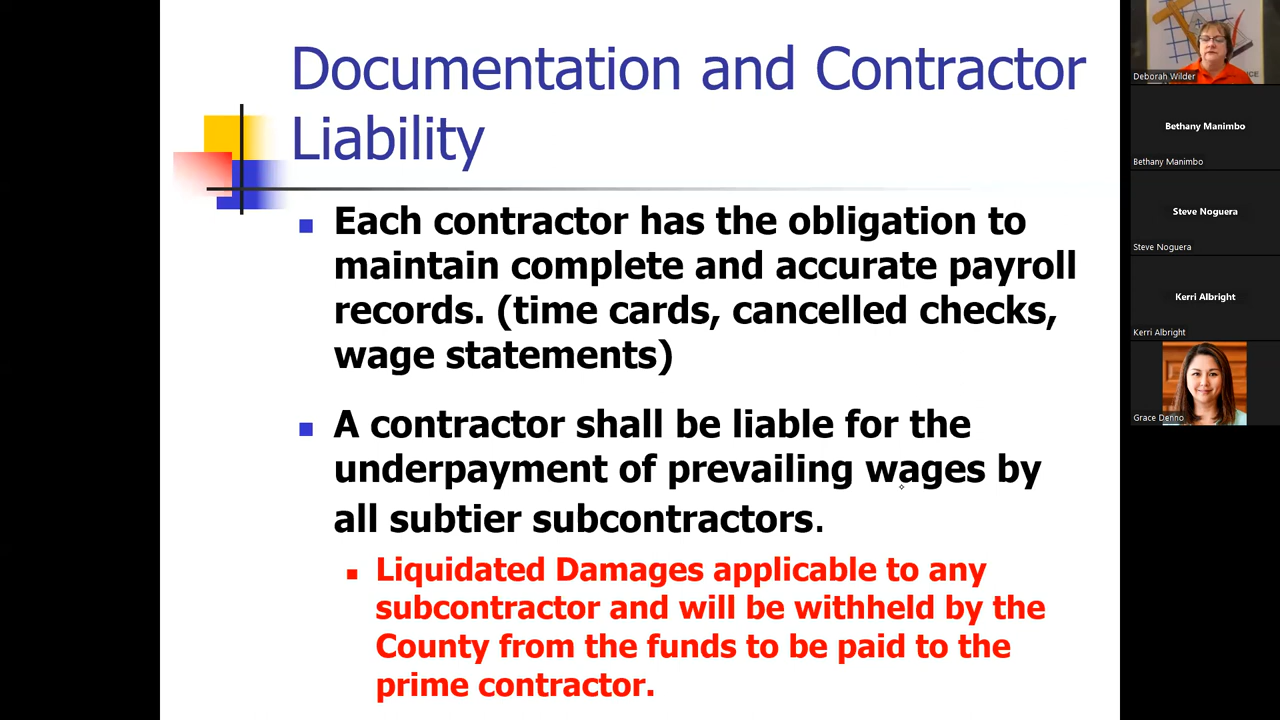 Documentation and Contractor
Liability
Each contractor has the obligation to
maintain complete and accurate payroll
records. (time cards, cancelled checks,
wage statements)
A contractor shall be liable for the
underpayment of prevailing wages by
all subtier subcontractors.
Liquidated Damages applicable to any
subcontractor and will be withheld by the
County from the funds to be paid to the
prime contractor.
Deborah Wilder
Bethany Manimbo
Bethany Manimbo
Steve Noguera
Steve Noguera
Kerri Albright
Kerri Albright
Grace Denno